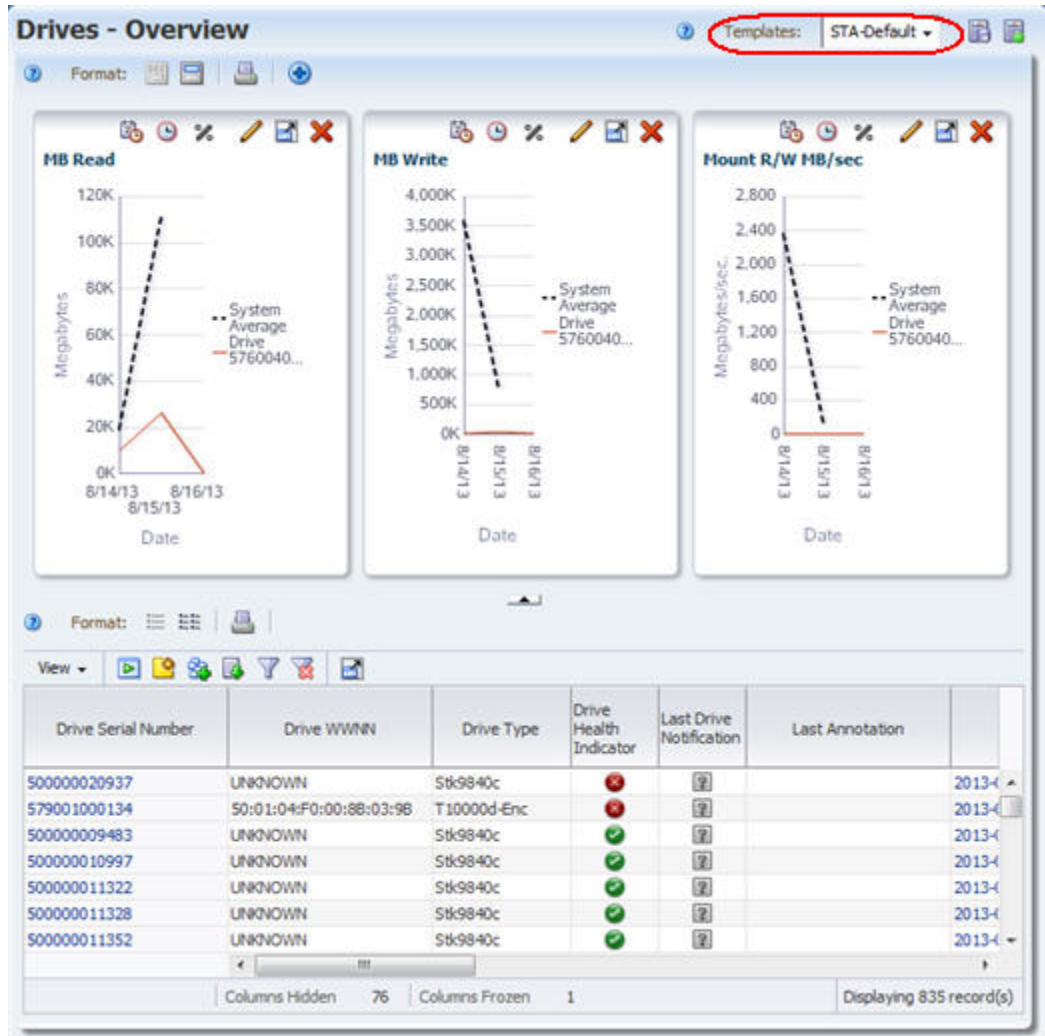 Drives - Overview
Templates: STA-Default
Format:
MB Read
120K
100K
80K
60K
40K
20K
0K
Megabytes
8/14/13
8/15/13
8/16/13
Date
System Average
Drive 5760040...
MB Write
4,000K
3,500K
3,000K
2,500K
2,000K
1,500K
1,000K
500K
0K
Megabytes
8/14/13
8/15/13
8/16/13
Date
System Average
Drive 5760040...
Mount R/W MB/sec
2,800
2,400
2,000
1,600
1,200
800
400
0
Megabytes/sec.
8/14/13
8/15/13
8/16/13
Date
System Average
Drive 5760040...
Format:
View
Drive Serial Number Drive WWNN Drive Type Drive Health Indicator Last Drive Notification Last Annotation
500000020937 UNKNOWN Stk9840c 2013-
579001000134 50:01:04:F0:00:8B:03:9B T10000d-Enc 2013-
500000009483 UNKNOWN Stk9840c 2013-
500000010997 UNKNOWN Stk9840c 2013-
500000011322 UNKNOWN Stk9840c 2013-
500000011328 UNKNOWN Stk9840c 2013-
500000011352 UNKNOWN Stk9840c 2013-
Columns Hidden 76 Columns Frozen 1 Displaying 835 record(s)